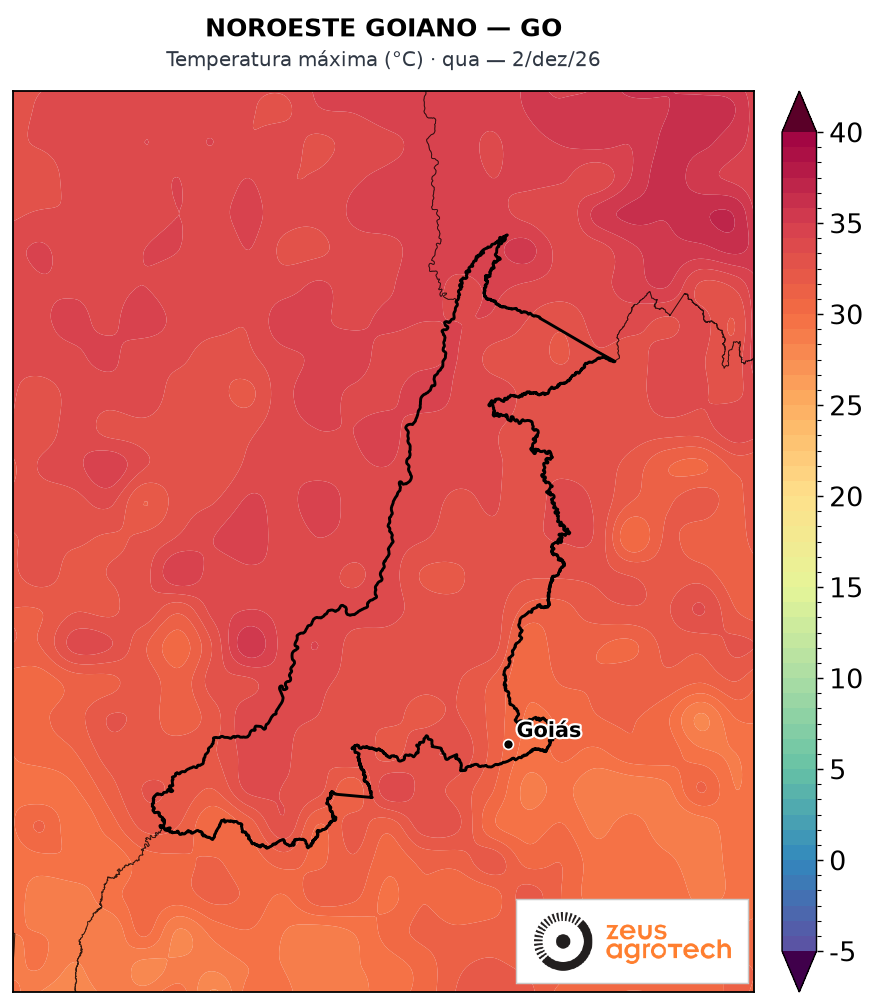 NOROESTE GOIANO — GO
Temperatura máxima (°C) · qua — 2/dez/26
40
35
30
25
20
15
10
5
0
-5
Goiás
zeus
agrotech